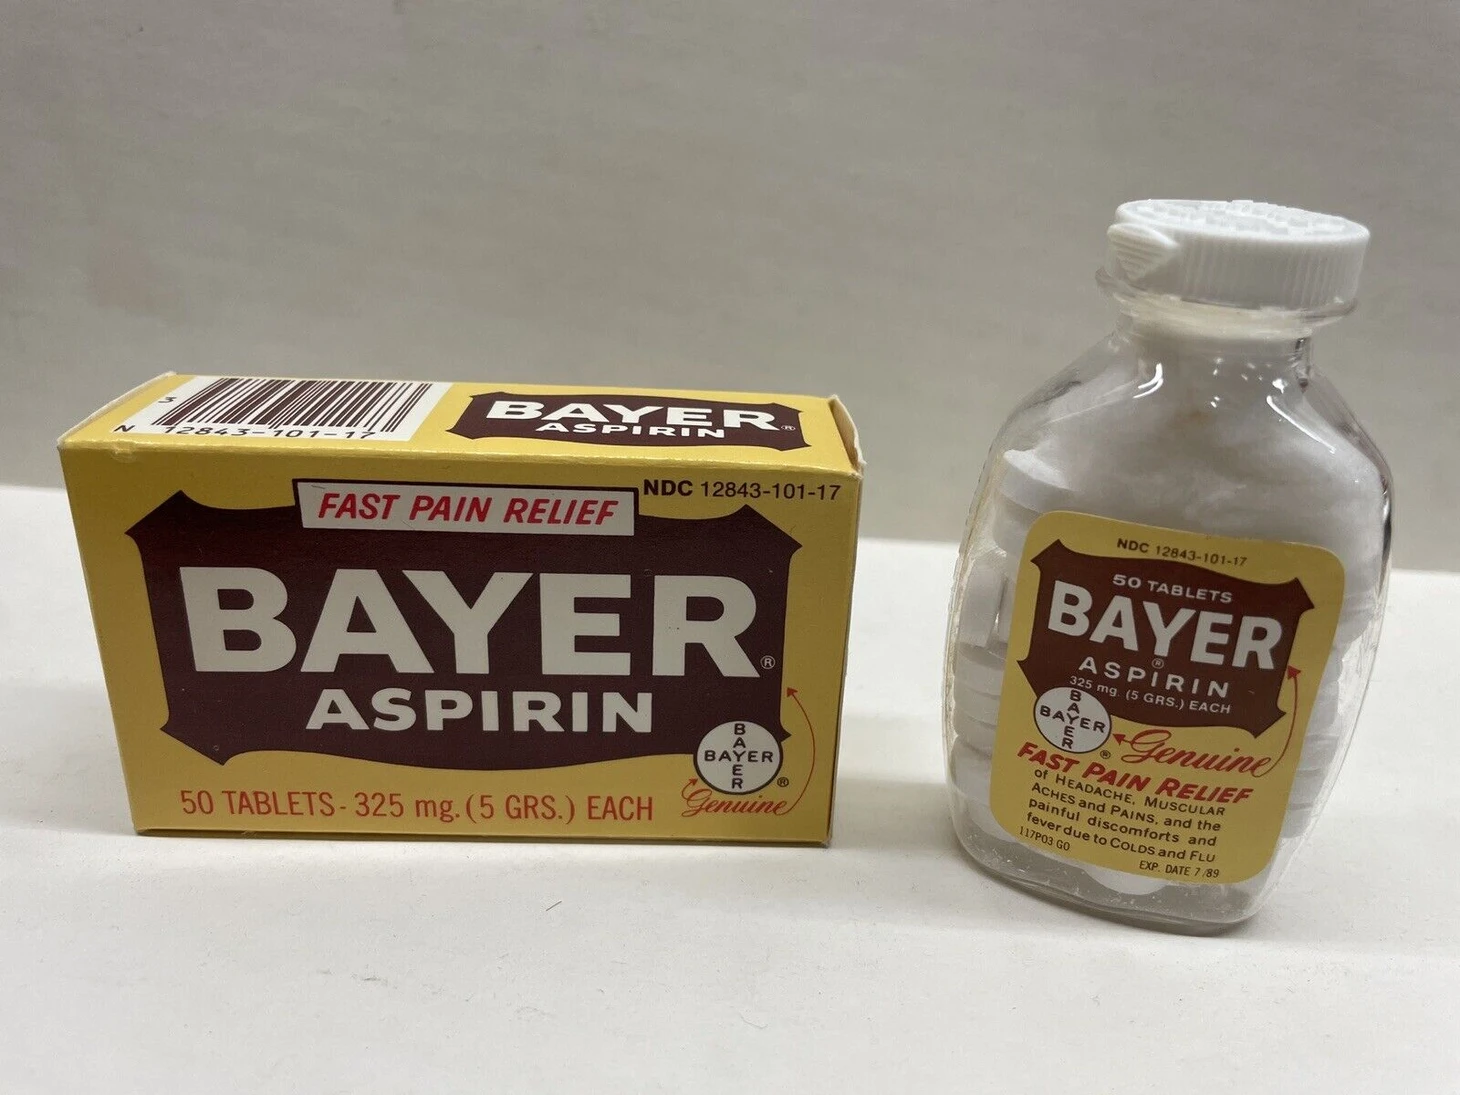 3
N 12843-101-17
BAYER®
ASPIRIN
FAST PAIN RELIEF
NDC 12843-101-17
BAYER®
ASPIRIN
BAYER
BAYER
®
Genuine
50 TABLETS - 325 mg. (5 GRS.) EACH
NDC 12843-101-17
50 TABLETS
BAYER
®
ASPIRIN
325 mg. (5 GRS.) EACH
BAYER
BAYER
®
Genuine
FAST PAIN RELIEF
of HEADACHE, MUSCULAR
ACHES and PAINS, and the
painful discomforts and
fever due to COLDS and FLU
117P03 GO
EXP. DATE 7/89